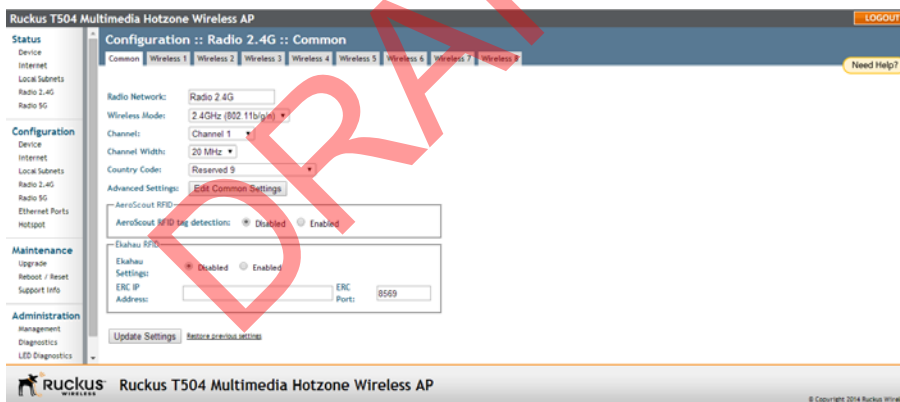 Ruckus T504 Multimedia Hotzone Wireless AP
LOGOUT
Status
Device
Internet
Local Subnets
Radio 2.4G
Radio 5G
Configuration
Device
Internet
Local Subnets
Radio 2.4G
Radio 5G
Ethernet Ports
Hotspot
Maintenance
Upgrade
Reboot / Reset
Support Info
Administration
Management
Diagnostics
LED Diagnostics
Configuration :: Radio 2.4G :: Common
Common Wireless 1 Wireless 2 Wireless 3 Wireless 4 Wireless 5 Wireless 6 Wireless 7 Wireless 8
Need Help?
Radio Network: Radio 2.4G
Wireless Mode: 2.4GHz (802.11b/g/n)
Channel: Channel 1
Channel Width: 20 MHz
Country Code: Reserved 9
Advanced Settings: Edit Common Settings
AeroScout RFID
AeroScout RFID tag detection: Disabled Enabled
Ekahau RFID
Ekahau Settings: Disabled Enabled
ERC IP Address: ERC Port: 8569
Update Settings Restore previous settings
DRA
RUCKUS WIRELESS
Ruckus T504 Multimedia Hotzone Wireless AP
© Copyright 2014 Ruckus Wirel